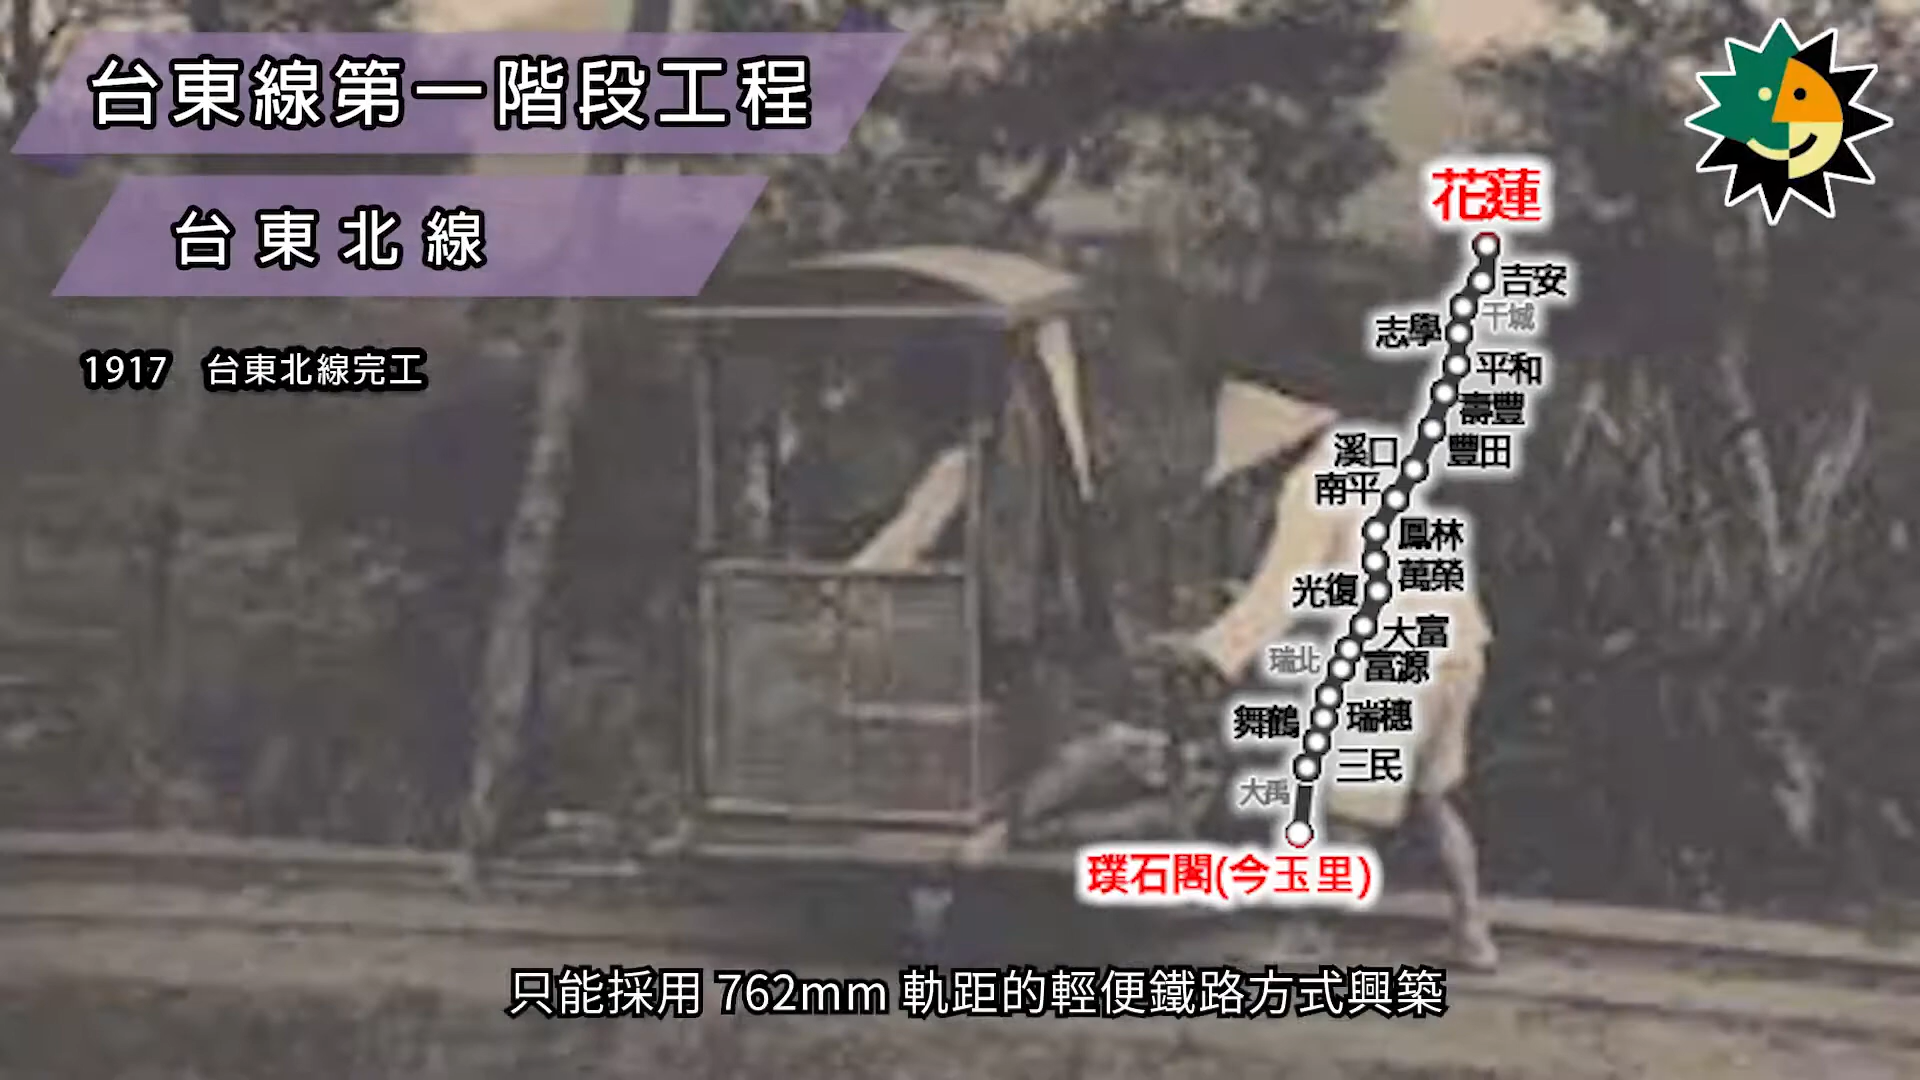 台東線第一階段工程
台東北線
1917 台東北線完工
花蓮
吉安
干城
志學
平和
壽豐
豐田
溪口
南平
鳳林
萬榮
光復
大富
富源
瑞北
瑞穗
舞鶴
三民
大禹
璞石閣(今玉里)
只能採用 762mm 軌距的輕便鐵路方式興築